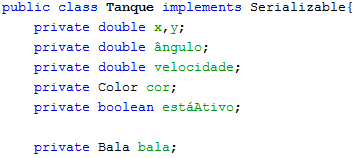 public class Tanque implements Serializable{
private double x,y;
private double ângulo;
private double velocidade;
private Color cor;
private boolean estáAtivo;
private Bala bala;